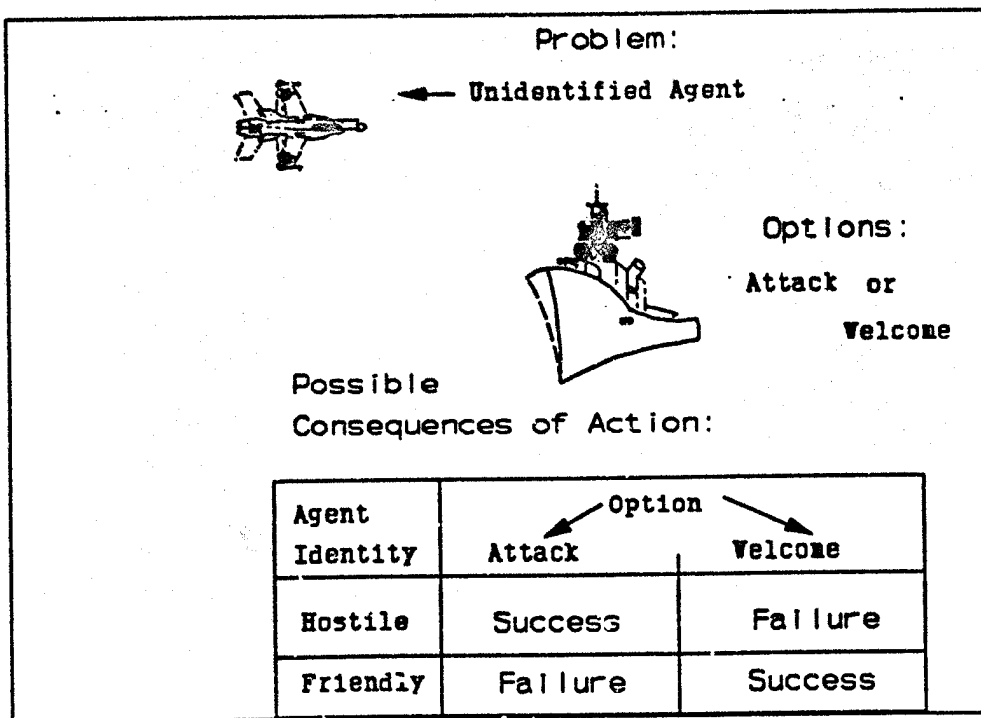 Problem:
Unidentified Agent
Options:
Attack or
Welcome
Possible
Consequences of Action:
Agent Identity
Option
Attack
Welcome
Hostile
Success
Failure
Friendly
Failure
Success